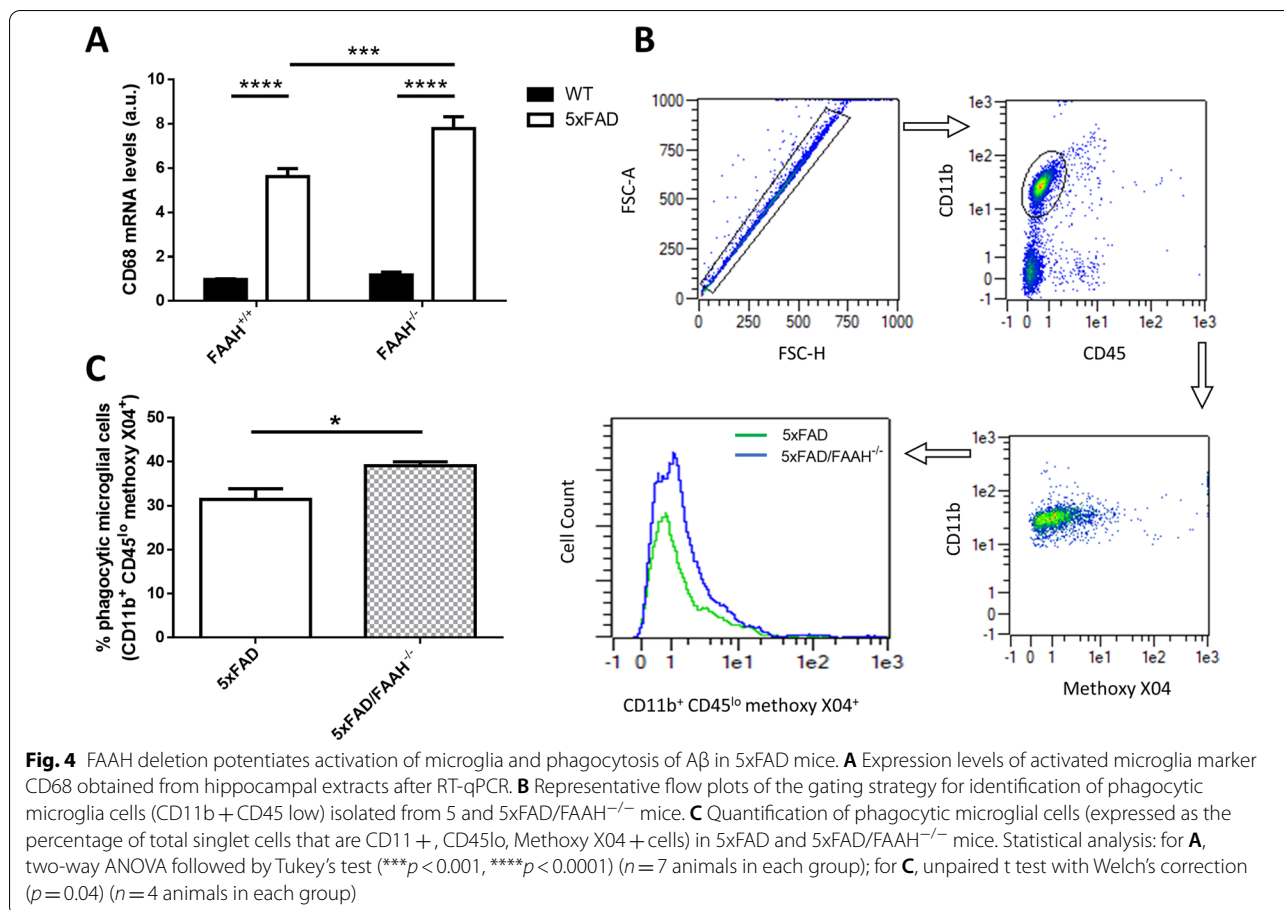 A
***
****
****
CD68 mRNA levels (a.u.)
10
8
6
4
2
0
FAAH+/+
FAAH-/-
WT
5xFAD
B
FSC-A
1000
750
500
250
0
0 250 500 750 1000
FSC-H
CD11b
1e3
1e2
1e1
1
0
-1
-1 0 1 1e1 1e2 1e3
CD45
C
*
% phagocytic microglial cells
(CD11b+ CD45lo methoxy X04+)
50
40
30
20
10
0
5xFAD
5xFAD/FAAH-/-
Cell Count
5xFAD
5xFAD/FAAH-/-
-1 0 1 1e1 1e2 1e3
CD11b+ CD45lo methoxy X04+
CD11b
1e3
1e2
1e1
1
0
-1
-1 0 1 1e1 1e2 1e3
Methoxy X04
Fig. 4 FAAH deletion potentiates activation of microglia and phagocytosis of Aβ in 5xFAD mice. A Expression levels of activated microglia marker
CD68 obtained from hippocampal extracts after RT-qPCR. B Representative flow plots of the gating strategy for identification of phagocytic
microglia cells (CD11b + CD45 low) isolated from 5 and 5xFAD/FAAH−/− mice. C Quantification of phagocytic microglial cells (expressed as the
percentage of total singlet cells that are CD11 +, CD45lo, Methoxy X04 + cells) in 5xFAD and 5xFAD/FAAH−/− mice. Statistical analysis: for A,
two-way ANOVA followed by Tukey's test (***p < 0.001, ****p < 0.0001) (n = 7 animals in each group); for C, unpaired t test with Welch's correction
(p = 0.04) (n = 4 animals in each group)